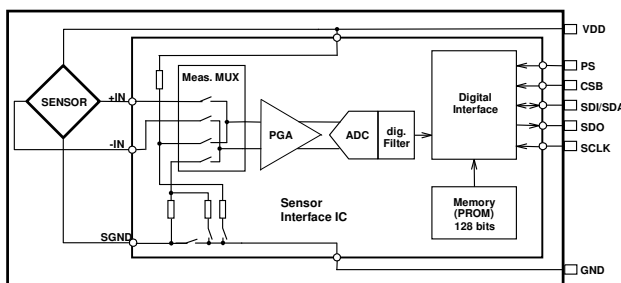 VDD
PS
CSB
SDI/SDA
SDO
SCLK
GND
SENSOR
+IN
-IN
SGND
Meas. MUX
PGA
ADC
dig.
Filter
Digital
Interface
Memory
(PROM)
128 bits
Sensor
Interface IC